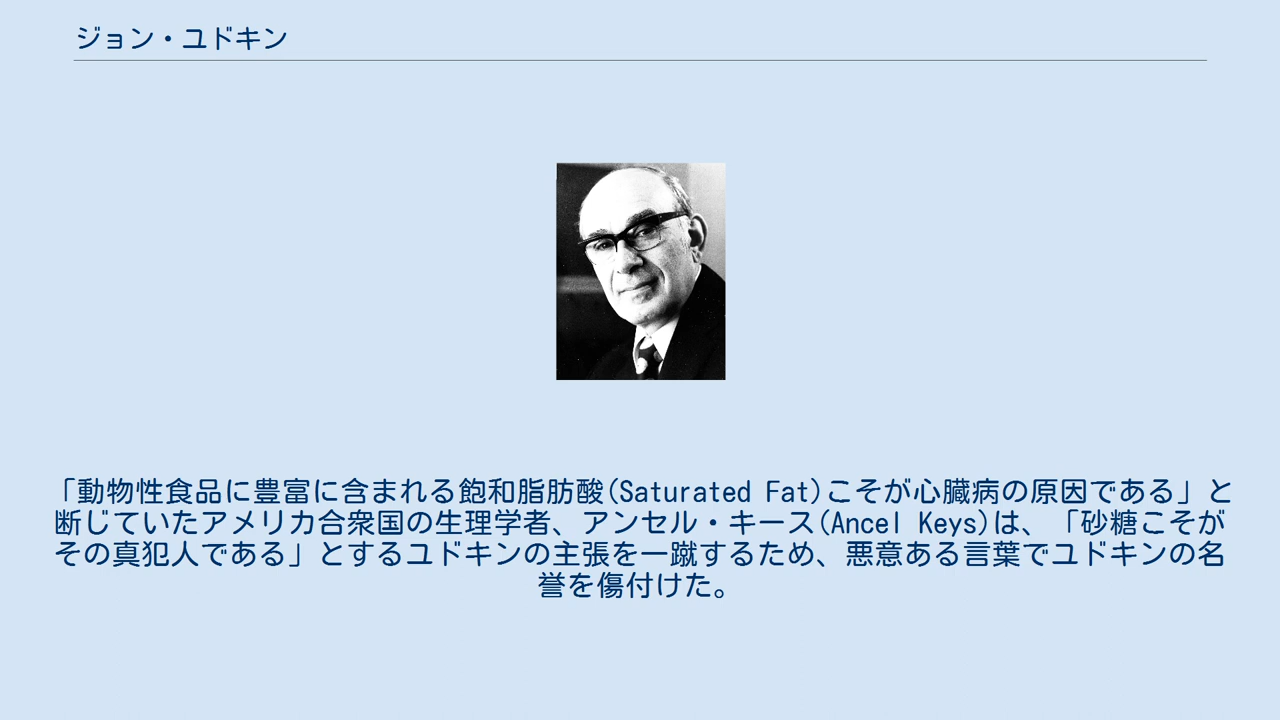 ジョン・ユドキン
「動物性食品に豊富に含まれる飽和脂肪酸(Saturated Fat)こそが心臓病の原因である」と
断じていたアメリカ合衆国の生理学者、アンセル・キース(Ancel Keys)は、「砂糖こそが
その真犯人である」とするユドキンの主張を一蹴するため、悪意ある言葉でユドキンの名
誉を傷付けた。